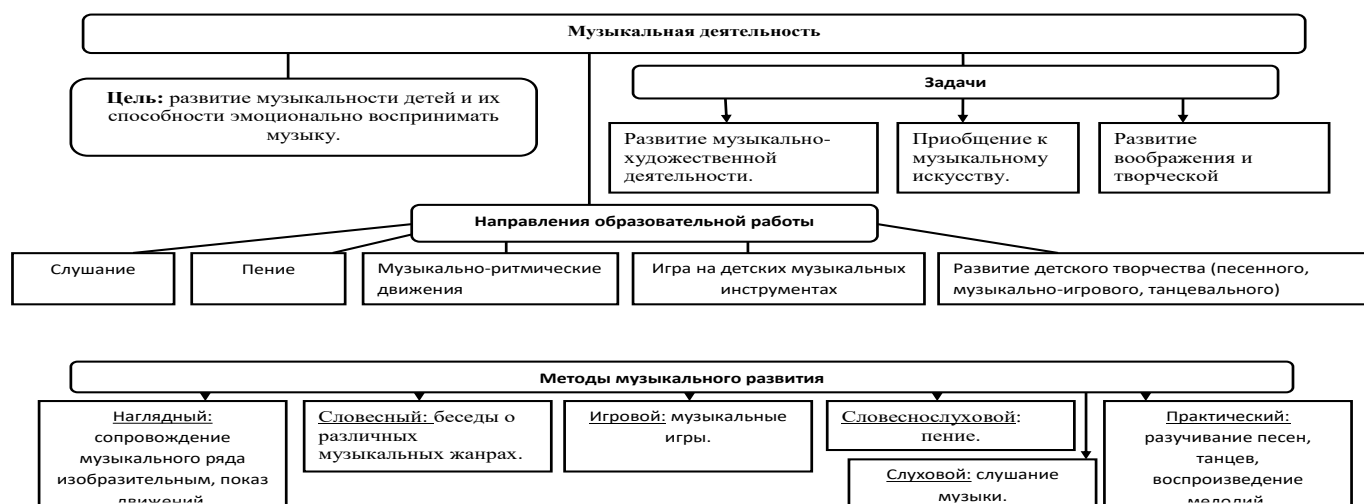 Музыкальная деятельность
Цель: развитие музыкальности детей и их
способности эмоционально воспринимать
музыку.
Задачи
Развитие музыкально-
художественной
деятельности.
Приобщение к
музыкальному
искусству.
Развитие
воображения и
творческой
Направления образовательной работы
Слушание
Пение
Музыкально-ритмические
движения
Игра на детских музыкальных
инструментах
Развитие детского творчества (песенного,
музыкально-игрового, танцевального)
Методы музыкального развития
Наглядный:
сопровождение
музыкального ряда
изобразительным, показ
движений
Словесный: беседы о
различных
музыкальных жанрах.
Игровой: музыкальные
игры.
Словеснослуховой:
пение.
Слуховой: слушание
музыки.
Практический:
разучивание песен,
танцев,
воспроизведение
мелодий